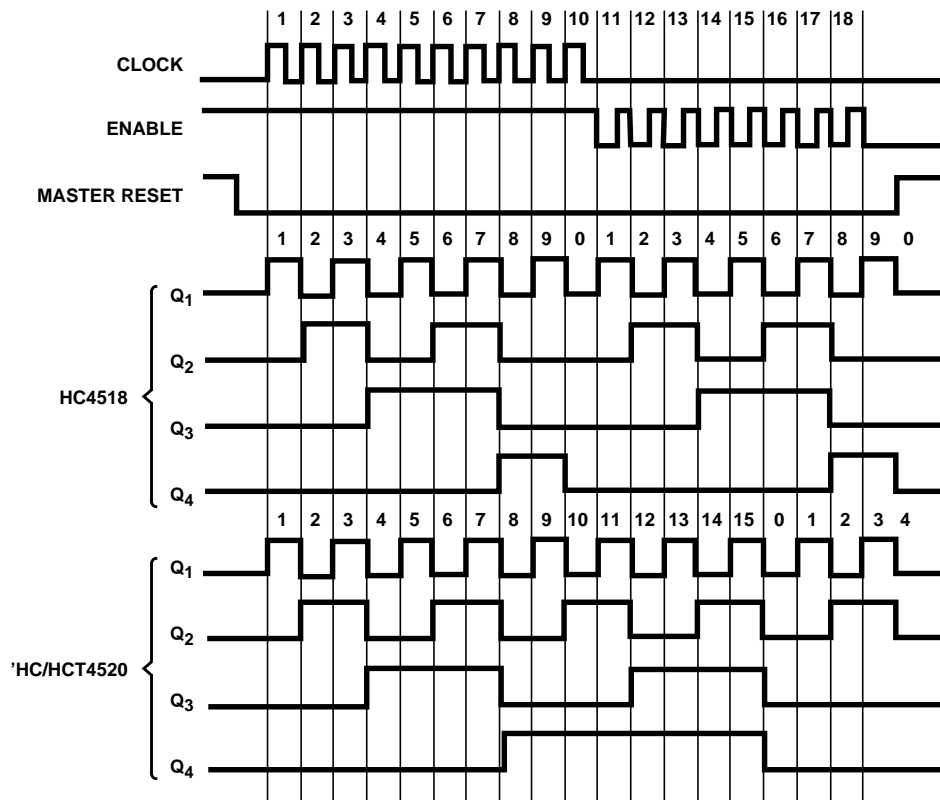 1 2 3 4 5 6 7 8 9 10 11 12 13 14 15 16 17 18
CLOCK
ENABLE
MASTER RESET
1 2 3 4 5 6 7 8 9 0 1 2 3 4 5 6 7 8 9 0
Q1
Q2
HC4518
Q3
Q4
1 2 3 4 5 6 7 8 9 10 11 12 13 14 15 0 1 2 3 4
Q1
Q2
’HC/HCT4520
Q3
Q4